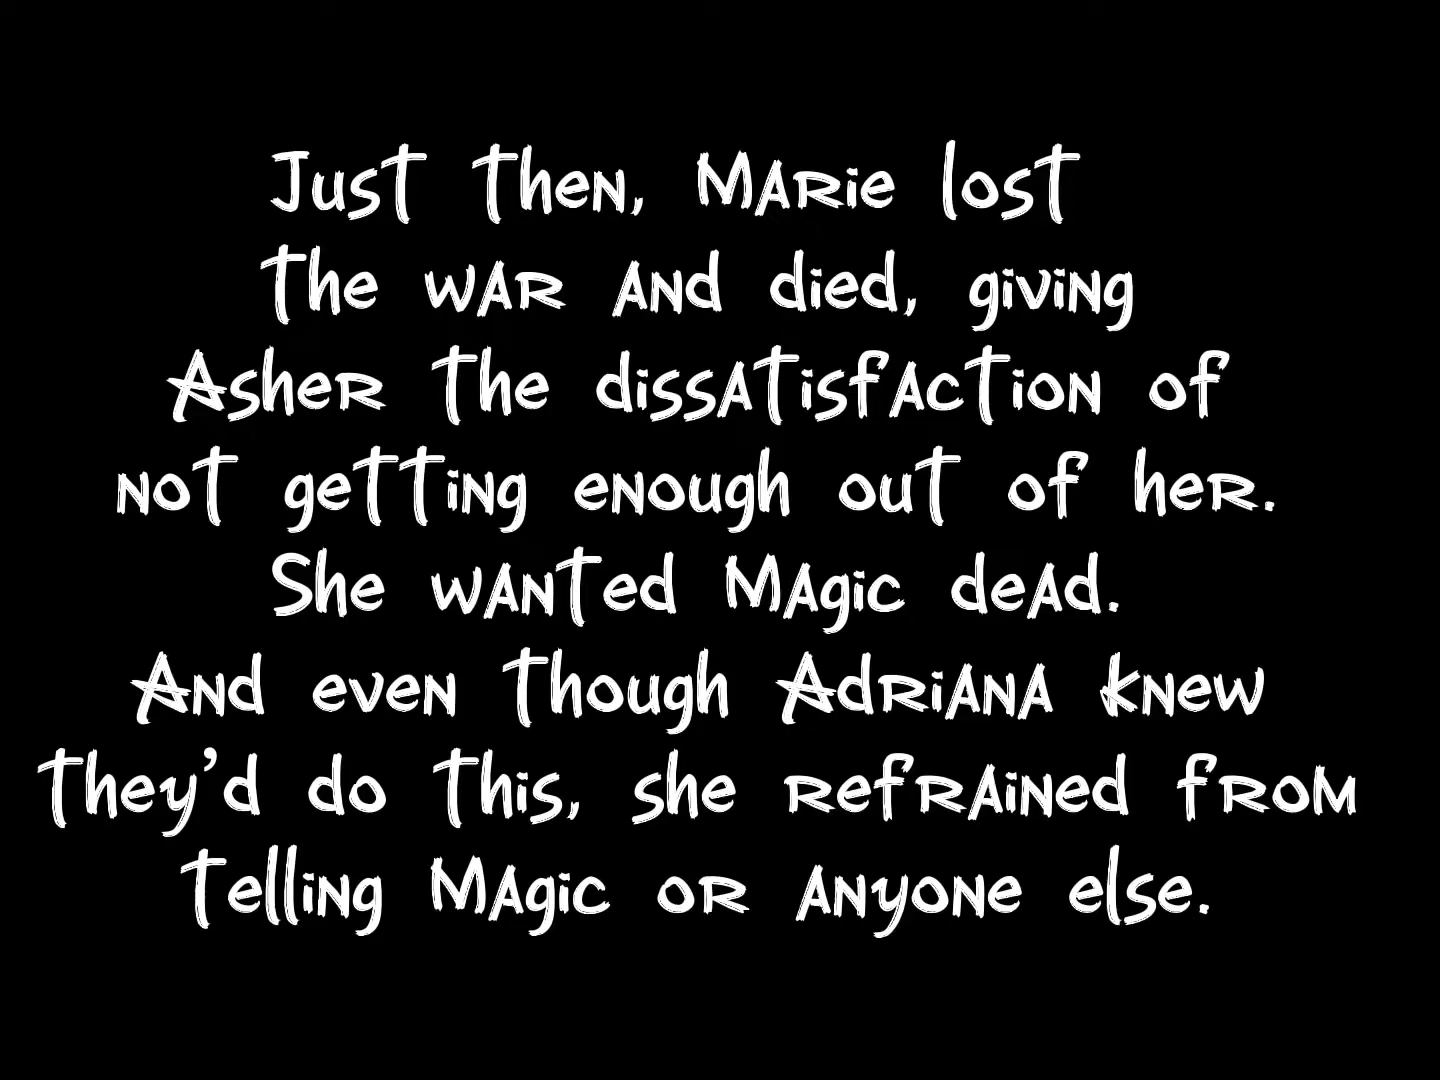 Just then, Marie lost
the war and died, giving
Asher the dissatisfaction of
not getting enough out of her.
She wanted Magic dead.
And even though Adriana knew
they'd do this, she refrained from
telling Magic or anyone else.